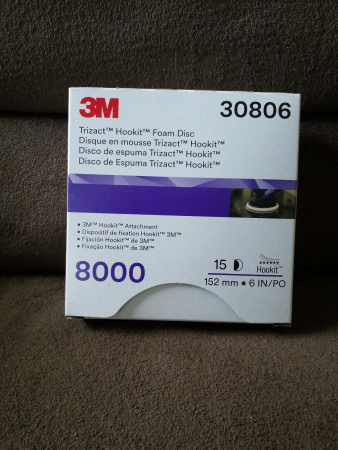 3M
30806
Trizact™ Hookit™ Foam Disc
Disque en mousse Trizact™ Hookit™
Disco de espuma Trizact™ Hookit™
Disco de Espuma Trizact™ Hookit™
• 3M™ Hookit™ Attachment
• Dispositif de fixation Hookit™ 3M™
• Fijación Hookit™ de 3M™
• Fixação Hookit™ de 3M™
8000
15
Hookit™
152 mm • 6 IN/PO